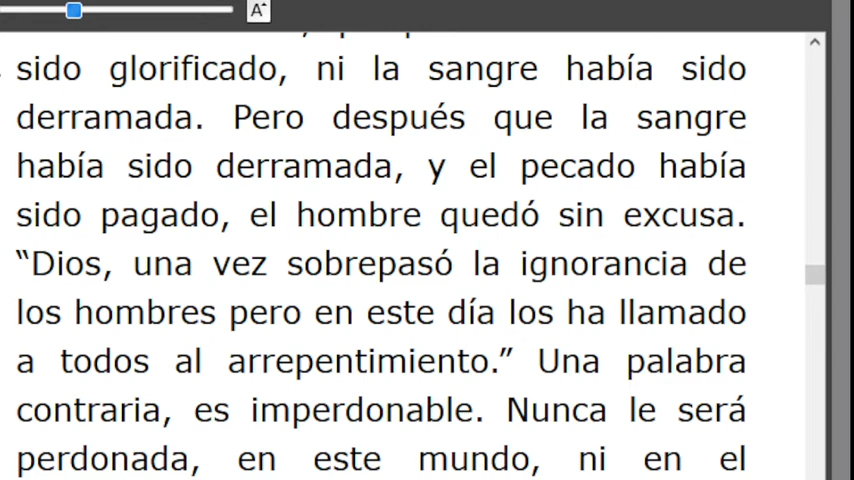 A
sido glorificado, ni la sangre había sido
derramada. Pero después que la sangre
había sido derramada, y el pecado había
sido pagado, el hombre quedó sin excusa.
“Dios, una vez sobrepasó la ignorancia de
los hombres pero en este día los ha llamado
a todos al arrepentimiento.” Una palabra
contraria, es imperdonable. Nunca le será
perdonada, en este mundo, ni en el